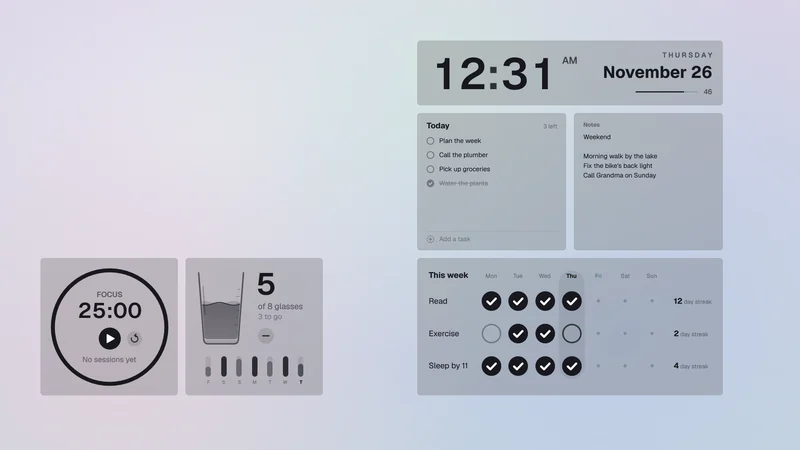 12:31 AM
THURSDAY
November 26
46
Today
3 left
Plan the week
Call the plumber
Pick up groceries
Water the plants
Add a task
Notes
Weekend
Morning walk by the lake
Fix the bike's back light
Call Grandma on Sunday
FOCUS
25:00
No sessions yet
5
of 8 glasses
3 to go
F S S M T W T
This week Mon Tue Wed Thu Fri Sat Sun
Read 12 day streak
Exercise 2 day streak
Sleep by 11 4 day streak